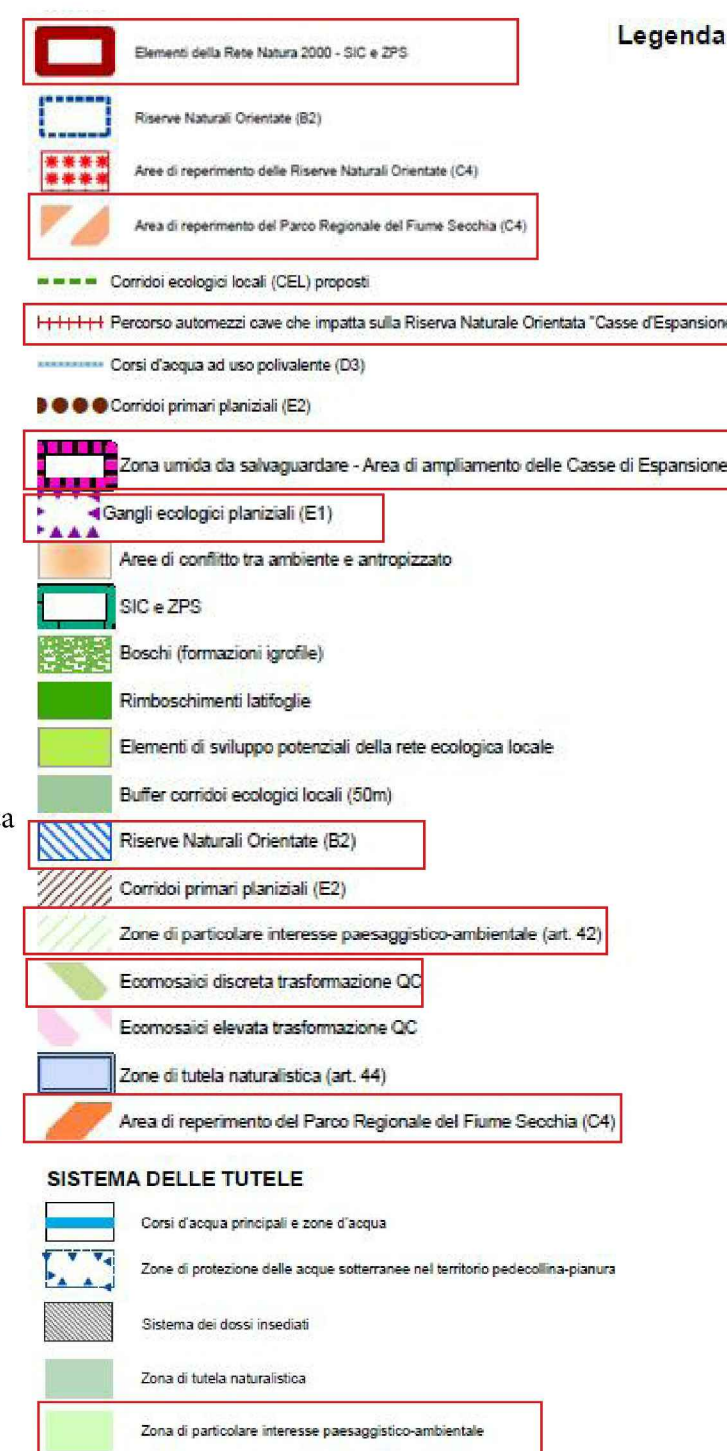 Legenda
Elementi della Rete Natura 2000 - SIC e ZPS
Riserve Naturali Orientate (B2)
Aree di reperimento delle Riserve Naturali Orientate (C4)
Area di reperimento del Parco Regionale del Fiume Secchia (C4)
Corridoi ecologici locali (CEL) proposti
Percorso automezzi cave che impatta sulla Riserva Naturale Orientata "Casse d'Espansione
Corsi d'acqua ad uso polivalente (D3)
Corridoi primari planiziali (E2)
Zona umida da salvaguardare - Area di ampliamento delle Casse di Espansione
Gangli ecologici planiziali (E1)
Aree di conflitto tra ambiente e antropizzato
SIC e ZPS
Boschi (formazioni igrofile)
Rimboschimenti latifoglie
Elementi di sviluppo potenziali della rete ecologica locale
Buffer corridoi ecologici locali (50m)
Riserve Naturali Orientate (B2)
Corridoi primari planiziali (E2)
Zone di particolare interesse paesaggistico-ambientale (art. 42)
Ecomosaici discreta trasformazione QC
Ecomosaici elevata trasformazione QC
Zone di tutela naturalistica (art. 44)
Area di reperimento del Parco Regionale del Fiume Secchia (C4)
SISTEMA DELLE TUTELE
Corsi d'acqua principali e zone d'acqua
Zone di protezione delle acque sotterranee nel territorio pedecollina-pianura
Sistema dei dossi insediati
Zona di tutela naturalistica
Zona di particolare interesse paesaggistico-ambientale